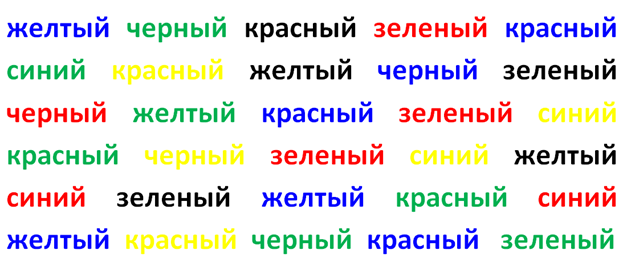 желтый черный красный зеленый красный
синий красный желтый черный зеленый
черный желтый красный зеленый синий
красный черный зеленый синий желтый
синий зеленый желтый красный синий
желтый красный черный красный зеленый